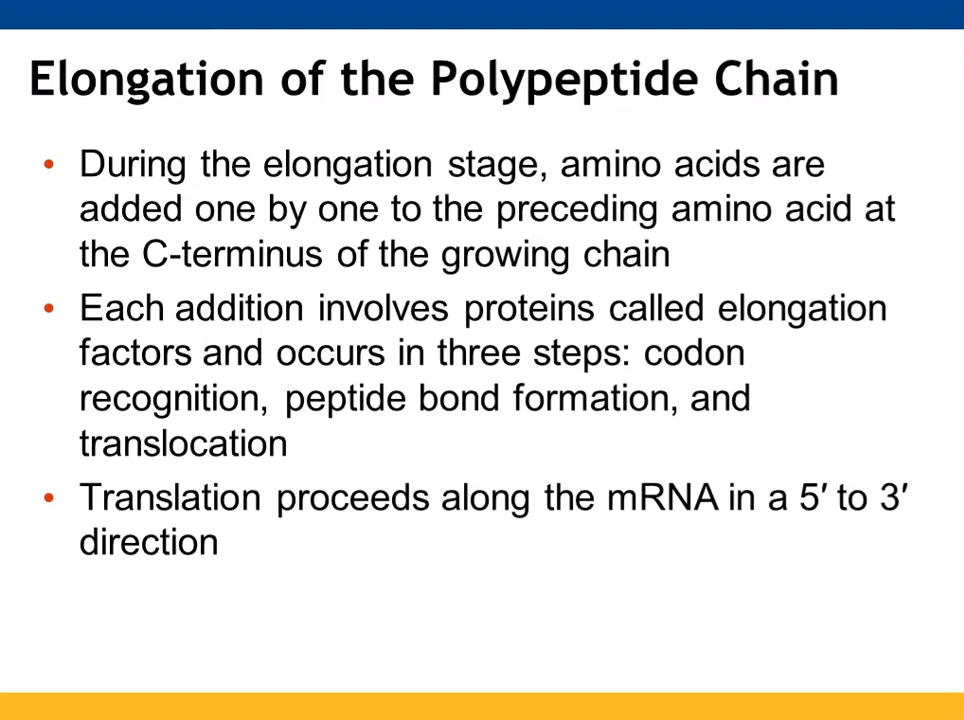 Elongation of the Polypeptide Chain
• During the elongation stage, amino acids are
added one by one to the preceding amino acid at
the C-terminus of the growing chain
• Each addition involves proteins called elongation
factors and occurs in three steps: codon
recognition, peptide bond formation, and
translocation
• Translation proceeds along the mRNA in a 5′ to 3′
direction